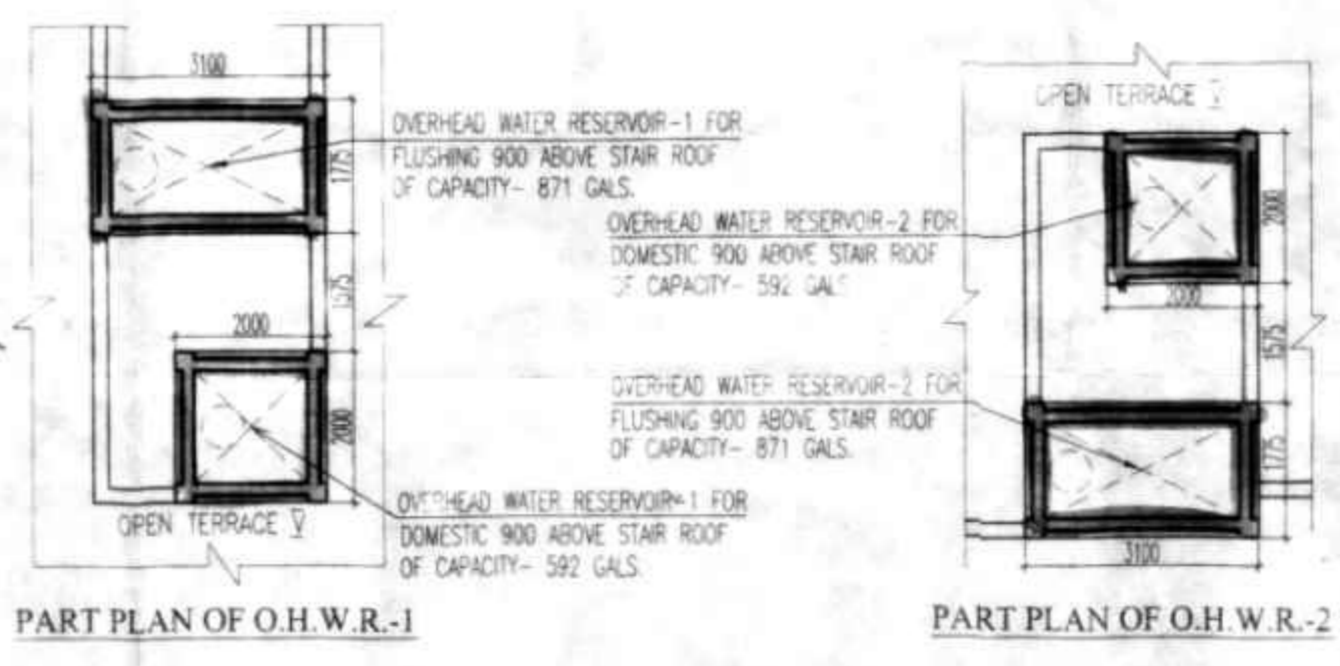 3100
OVERHEAD WATER RESERVOIR-1 FOR
FLUSHING 900 ABOVE STAIR ROOF
OF CAPACITY- 871 GALS.
1775
1575
2000
2000
OVERHEAD WATER RESERVOIR-1 FOR
DOMESTIC 900 ABOVE STAIR ROOF
OF CAPACITY- 592 GALS
OPEN TERRACE
PART PLAN OF O.H.W.R.-1
OPEN TERRACE
OVERHEAD WATER RESERVOIR-2 FOR
DOMESTIC 900 ABOVE STAIR ROOF
OF CAPACITY- 592 GALS
2000
2000
1575
OVERHEAD WATER RESERVOIR-2 FOR
FLUSHING 900 ABOVE STAIR ROOF
OF CAPACITY- 871 GALS.
1775
3100
PART PLAN OF O.H.W.R.-2